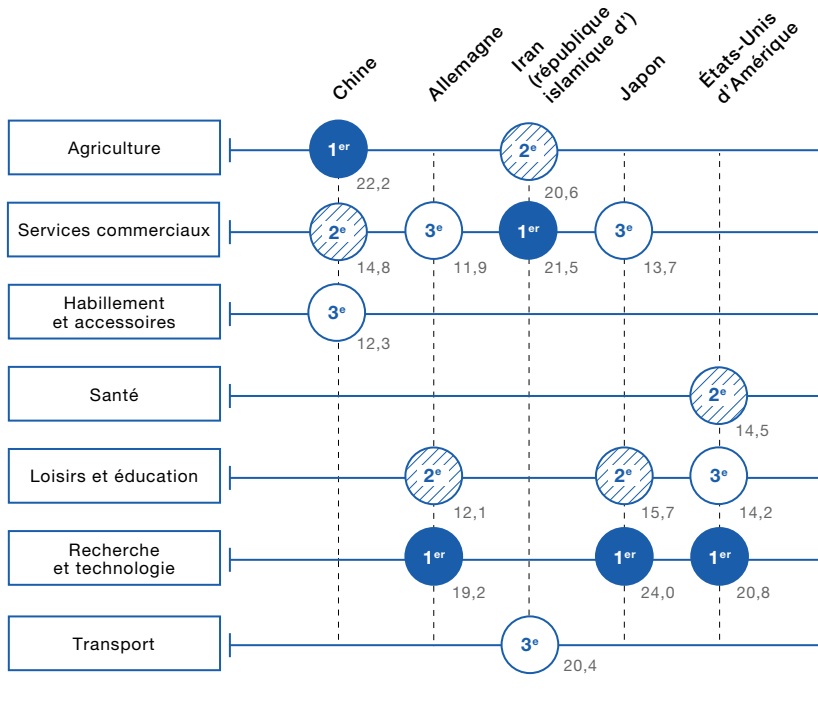 Chine
Allemagne
Iran
(république
islamique d')
Japon
États-Unis
d'Amérique
Agriculture
1er
22,2
2e
20,6
Services commerciaux
2e
14,8
3e
11,9
1er
21,5
3e
13,7
Habillement
et accessoires
3e
12,3
Santé
2e
14,5
Loisirs et éducation
2e
12,1
2e
15,7
3e
14,2
Recherche
et technologie
1er
19,2
1er
24,0
1er
20,8
Transport
3e
20,4